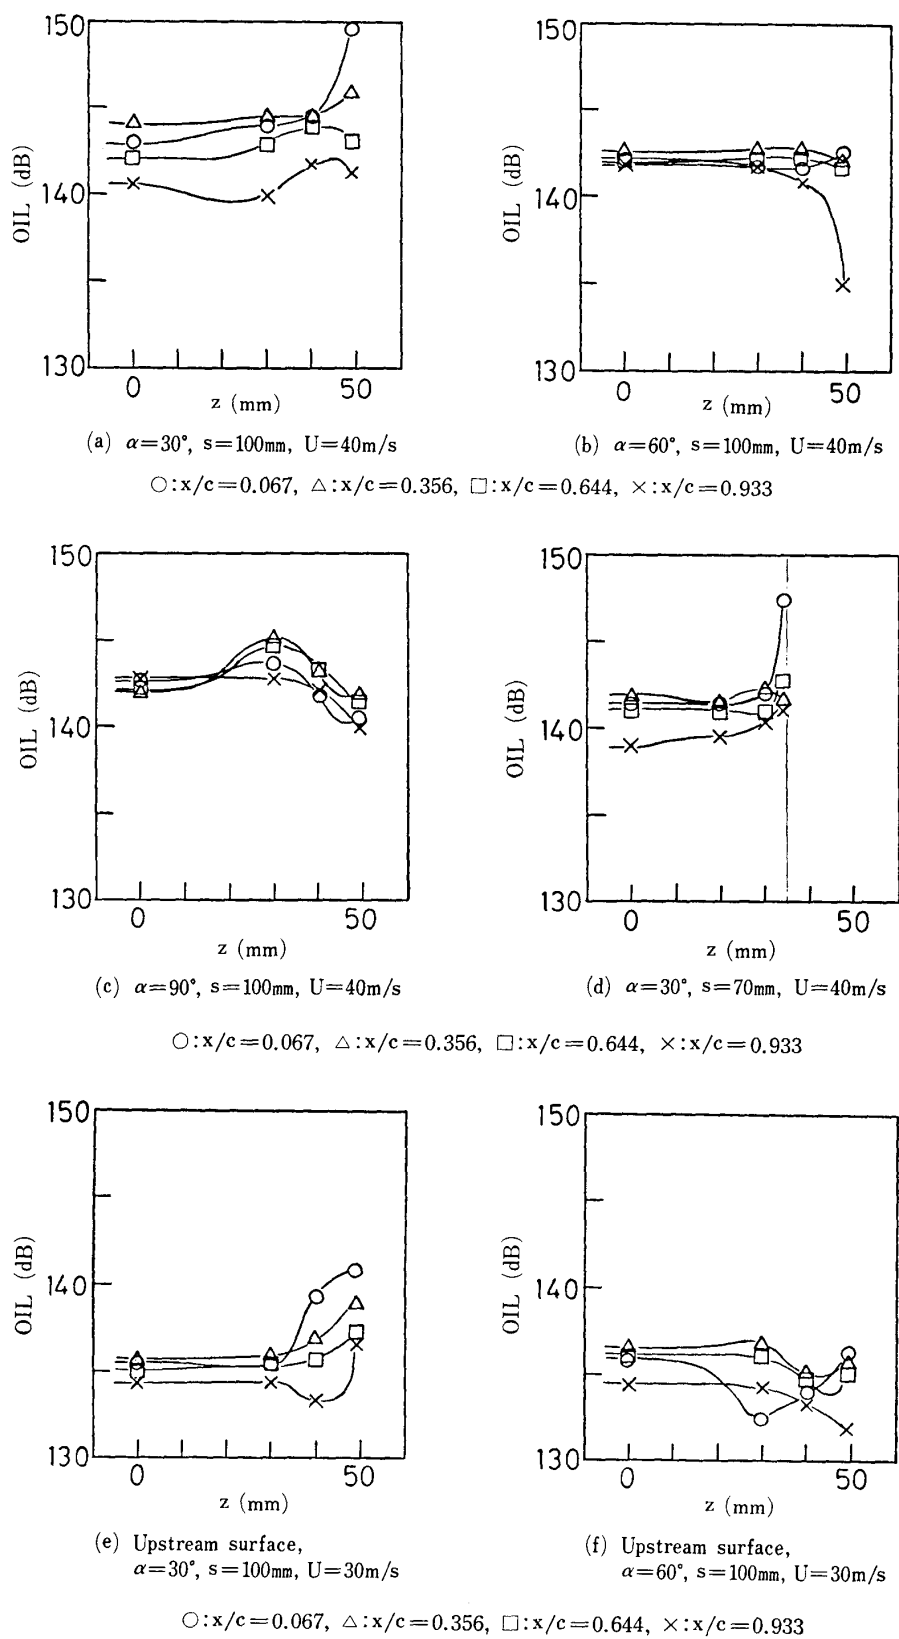 150
OIL (dB)
140
130
0
50
z (mm)
(a) α=30°, s=100mm, U=40m/s
150
OIL (dB)
140
130
0
50
z (mm)
(b) α=60°, s=100mm, U=40m/s
○:x/c=0.067, △:x/c=0.356, □:x/c=0.644, ×:x/c=0.933
150
OIL (dB)
140
130
0
50
z (mm)
(c) α=90°, s=100mm, U=40m/s
150
OIL (dB)
140
130
0
50
z (mm)
(d) α=30°, s=70mm, U=40m/s
○:x/c=0.067, △:x/c=0.356, □:x/c=0.644, ×:x/c=0.933
150
OIL (dB)
140
130
0
50
z (mm)
(e) Upstream surface,
α=30°, s=100mm, U=30m/s
150
OIL (dB)
140
130
0
50
z (mm)
(f) Upstream surface,
α=60°, s=100mm, U=30m/s
○:x/c=0.067, △:x/c=0.356, □:x/c=0.644, ×:x/c=0.933